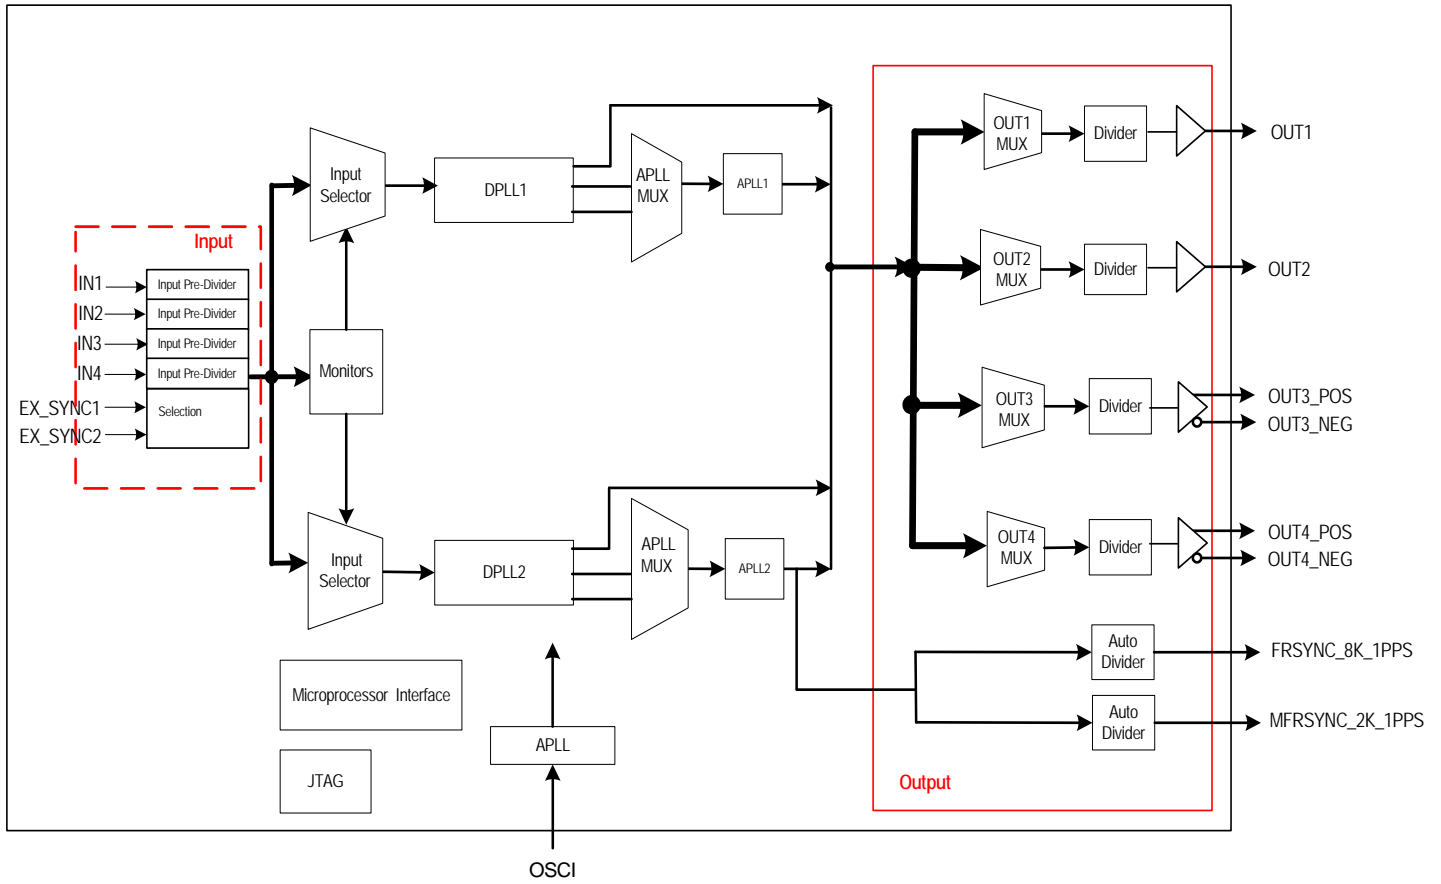 Input
IN1
IN2
IN3
IN4
EX_SYNC1
EX_SYNC2
Input Pre-Divider
Input Pre-Divider
Input Pre-Divider
Input Pre-Divider
Selection
Input
Selector
Monitors
Input
Selector
DPLL1
APLL
MUX
APLL1
DPLL2
APLL
MUX
APLL2
Microprocessor Interface
JTAG
APLL
OSCI
OUT1
MUX
Divider
OUT1
OUT2
MUX
Divider
OUT2
OUT3
MUX
Divider
OUT3_POS
OUT3_NEG
OUT4
MUX
Divider
OUT4_POS
OUT4_NEG
Auto
Divider
FRSYNC_8K_1PPS
Auto
Divider
MFRSYNC_2K_1PPS
Output